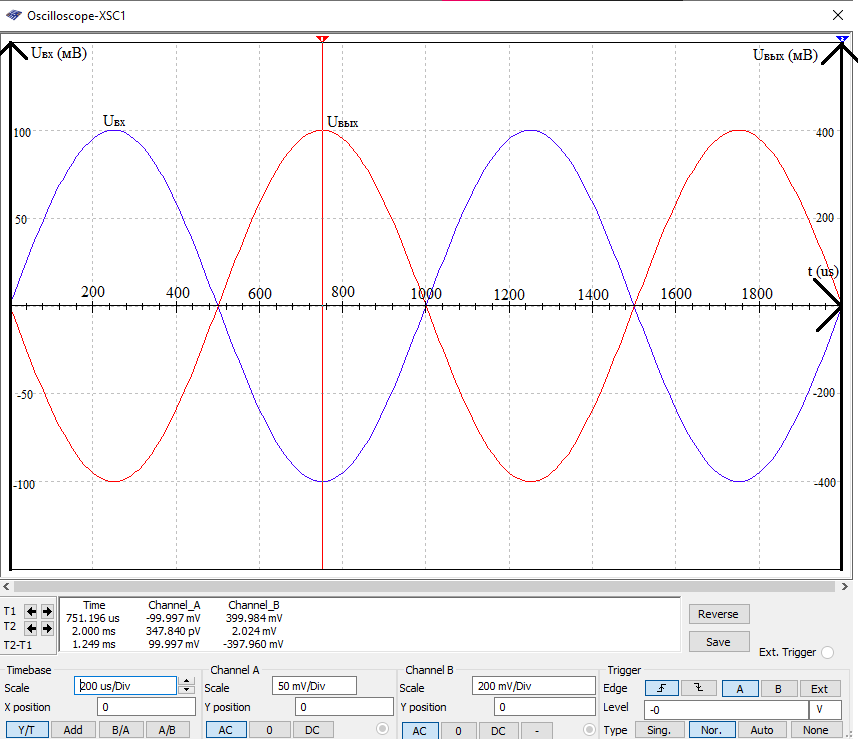 Oscilloscope-XSC1
Uвх (мВ)
Uвых (мВ)
Uвх
Uвых
100
400
50
200
t (us)
200 400 600 800 1000 1200 1400 1600 1800
-50
-200
-100
-400
T1
T2
T2-T1
Time Channel_A Channel_B
751.196 us -99.997 mV 399.984 mV
2.000 ms 347.840 pV 2.024 mV
1.249 ms 99.997 mV -397.960 mV
Reverse
Save
Ext. Trigger
Timebase
Scale 200 us/Div
X position 0
Y/T Add B/A A/B
Channel A
Scale 50 mV/Div
Y position 0
AC 0 DC
Channel B
Scale 200 mV/Div
Y position 0
AC 0 DC -
Trigger
Edge A B Ext
Level -0 V
Type Sing. Nor. Auto None